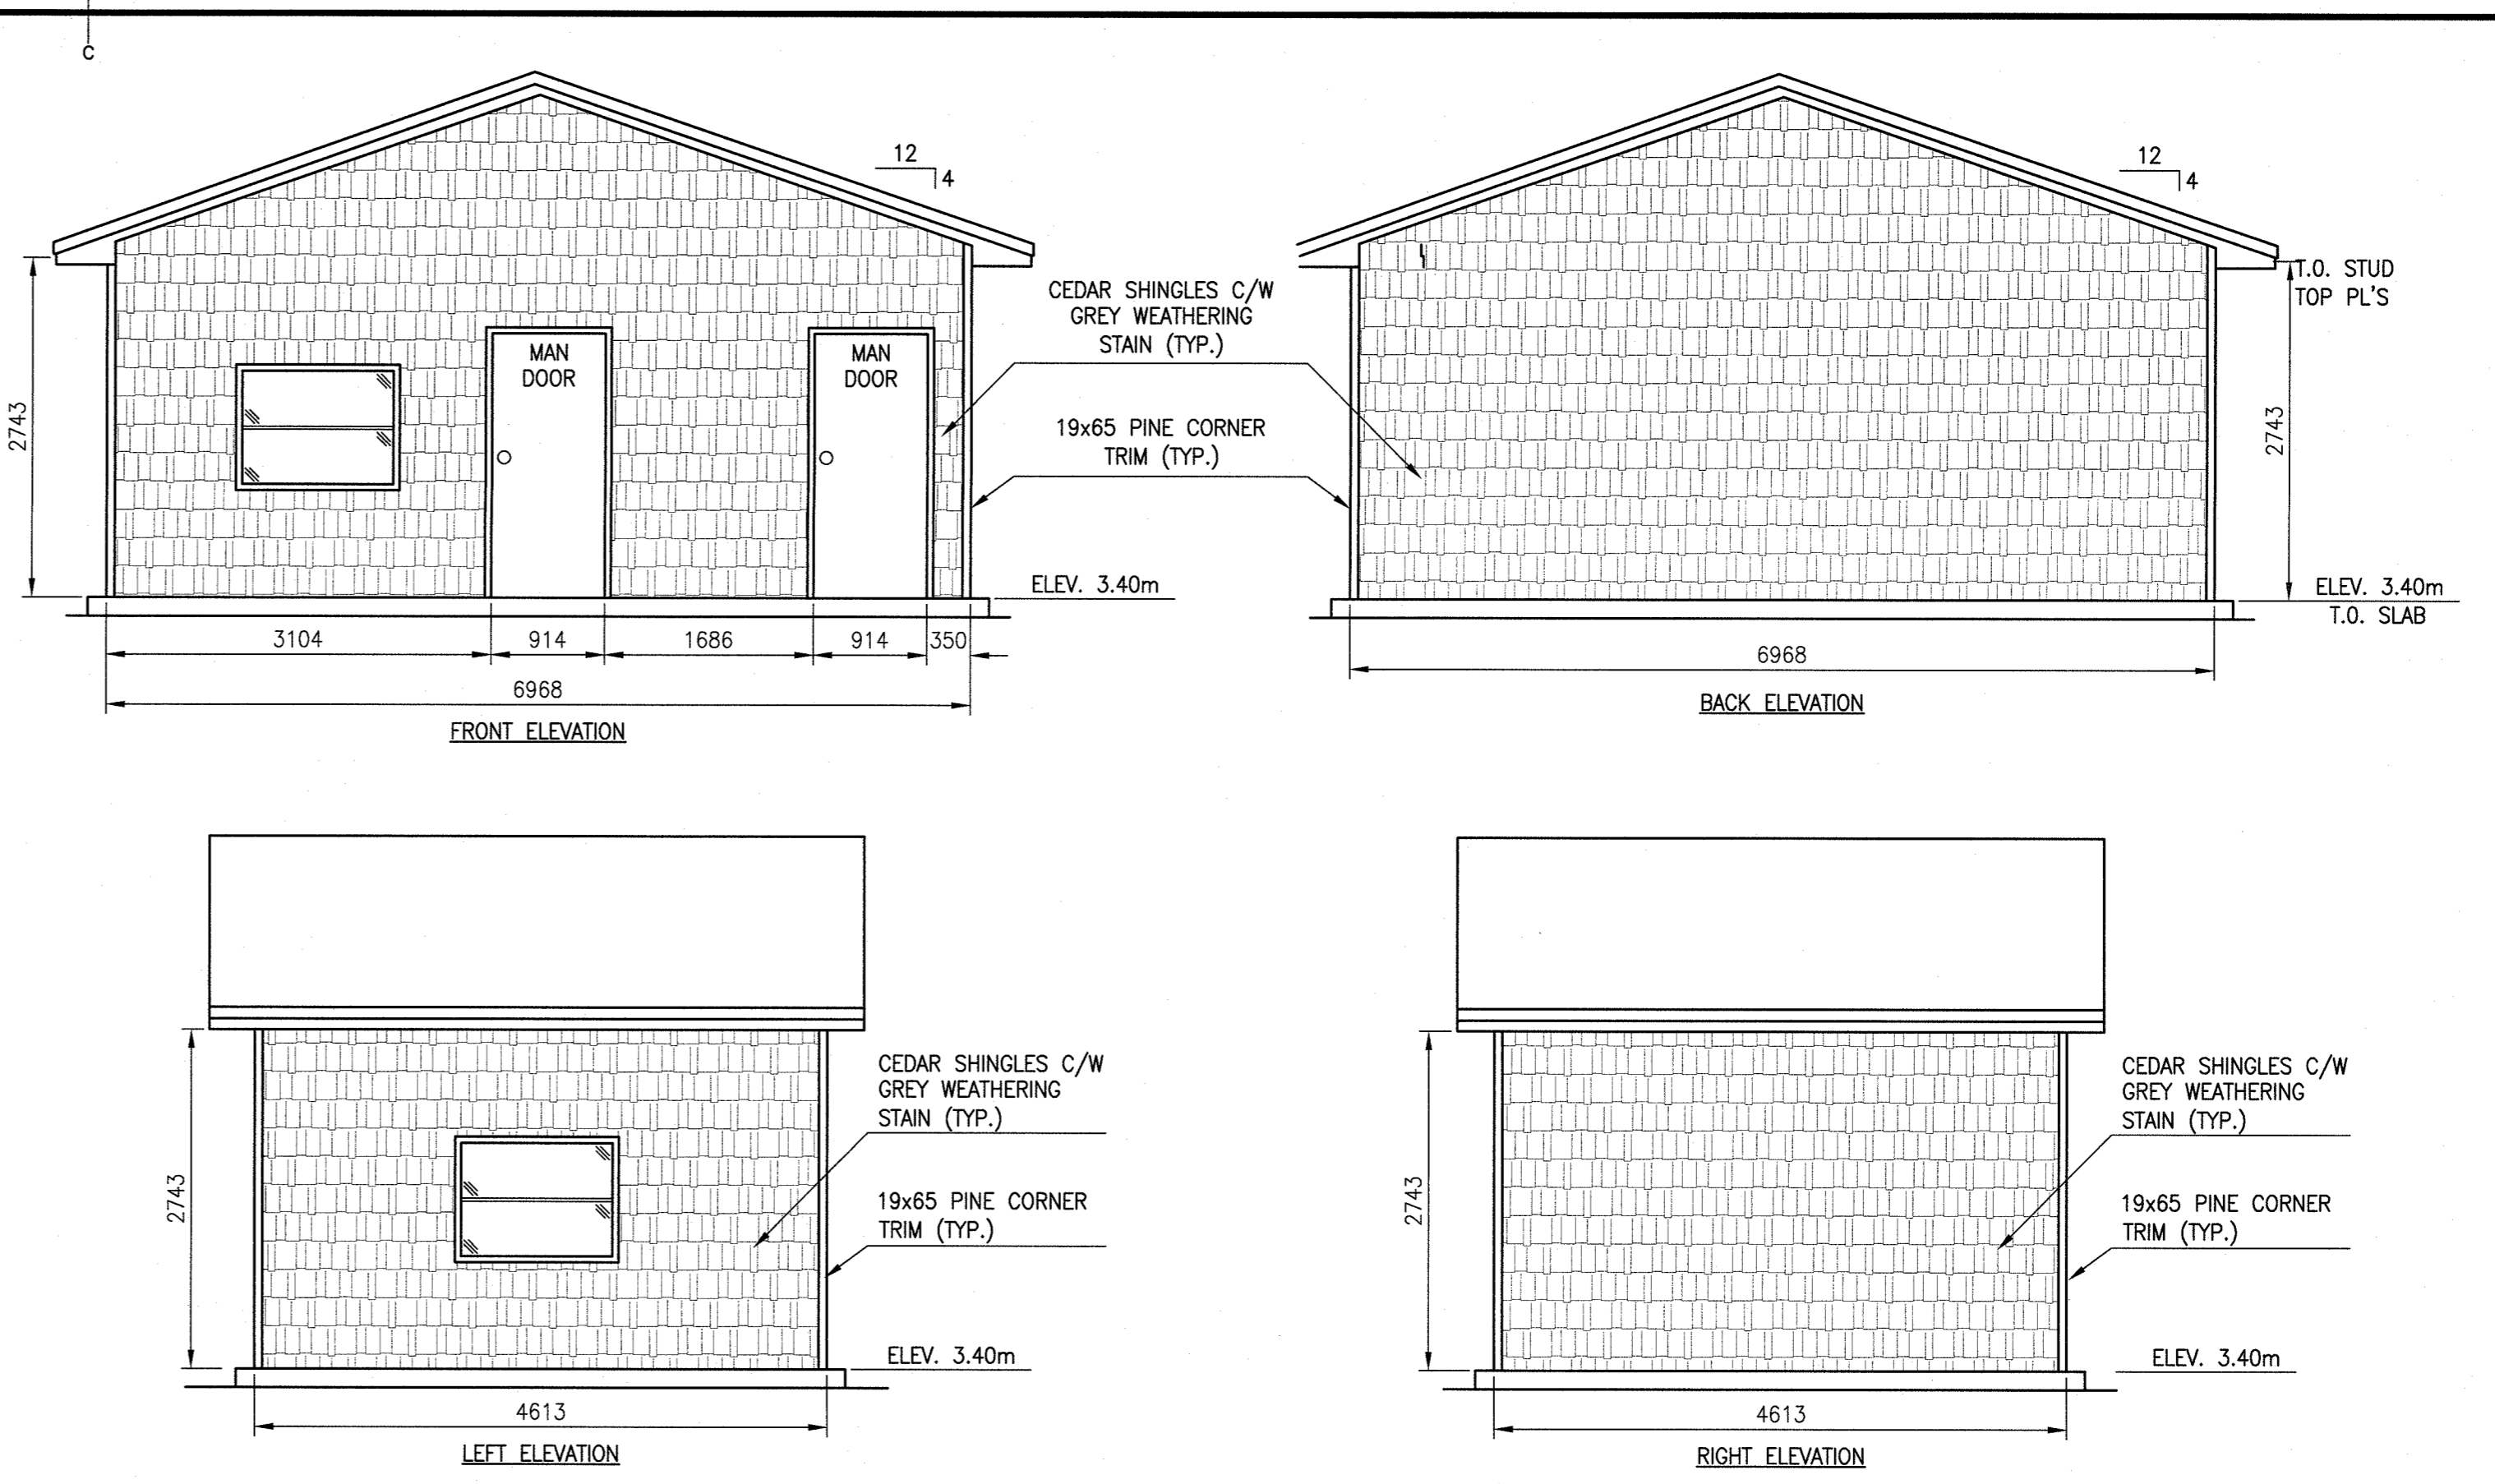 C
12
4
12
4
2743
MAN
DOOR
MAN
DOOR
CEDAR SHINGLES C/W
GREY WEATHERING
STAIN (TYP.)
19x65 PINE CORNER
TRIM (TYP.)
ELEV. 3.40m
3104
914
1686
914
350
6968
FRONT ELEVATION
T.O. STUD
TOP PL'S
2743
ELEV. 3.40m
T.O. SLAB
6968
BACK ELEVATION
2743
CEDAR SHINGLES C/W
GREY WEATHERING
STAIN (TYP.)
19x65 PINE CORNER
TRIM (TYP.)
ELEV. 3.40m
4613
LEFT ELEVATION
2743
CEDAR SHINGLES C/W
GREY WEATHERING
STAIN (TYP.)
19x65 PINE CORNER
TRIM (TYP.)
ELEV. 3.40m
4613
RIGHT ELEVATION